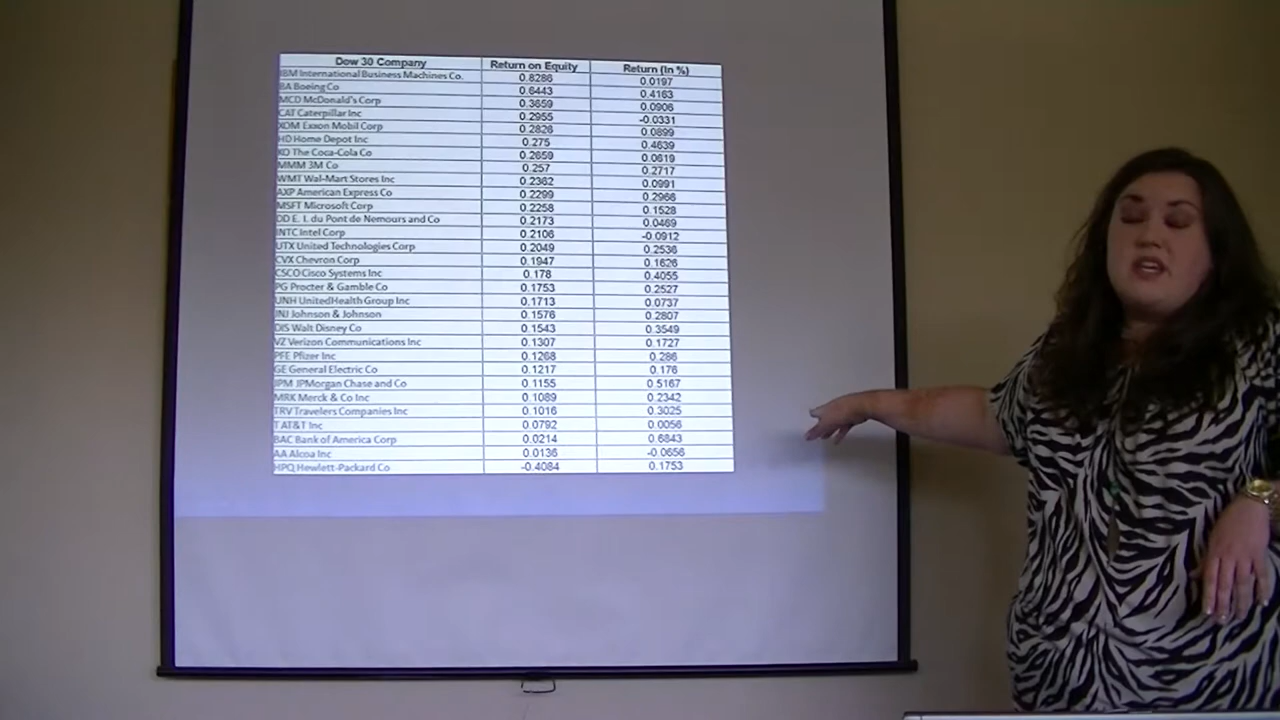 Dow 30 Company Return on Equity Return (In %)
IBM International Business Machines Co. 0.8286 0.0197
BA Boeing Co 0.6443 0.4163
MCD McDonald's Corp 0.3659 0.0906
CAT Caterpillar Inc 0.2955 -0.0331
XOM Exxon Mobil Corp 0.2826 0.0899
HD Home Depot Inc 0.275 0.4639
KO The Coca-Cola Co 0.2659 0.0619
MMM 3M Co 0.257 0.2717
WMT Wal-Mart Stores Inc 0.2362 0.0991
AXP American Express Co 0.2299 0.2966
MSFT Microsoft Corp 0.2258 0.1528
DD E. I. du Pont de Nemours and Co 0.2173 0.0469
INTC Intel Corp 0.2106 -0.0912
UTX United Technologies Corp 0.2049 0.2536
CVX Chevron Corp 0.1947 0.1626
CSCO Cisco Systems Inc 0.178 0.4055
PG Procter & Gamble Co 0.1753 0.2527
UNH UnitedHealth Group Inc 0.1713 0.0737
JNJ Johnson & Johnson 0.1576 0.2807
DIS Walt Disney Co 0.1543 0.3549
VZ Verizon Communications Inc 0.1307 0.1727
PFE Pfizer Inc 0.1268 0.286
GE General Electric Co 0.1217 0.176
JPM JPMorgan Chase and Co 0.1155 0.5167
MRK Merck & Co Inc 0.1089 0.2342
TRV Travelers Companies Inc 0.1016 0.3025
T AT&T Inc 0.0792 0.0056
BAC Bank of America Corp 0.0214 0.6843
AA Alcoa Inc 0.0136 -0.0656
HPQ Hewlett-Packard Co -0.4084 0.1753